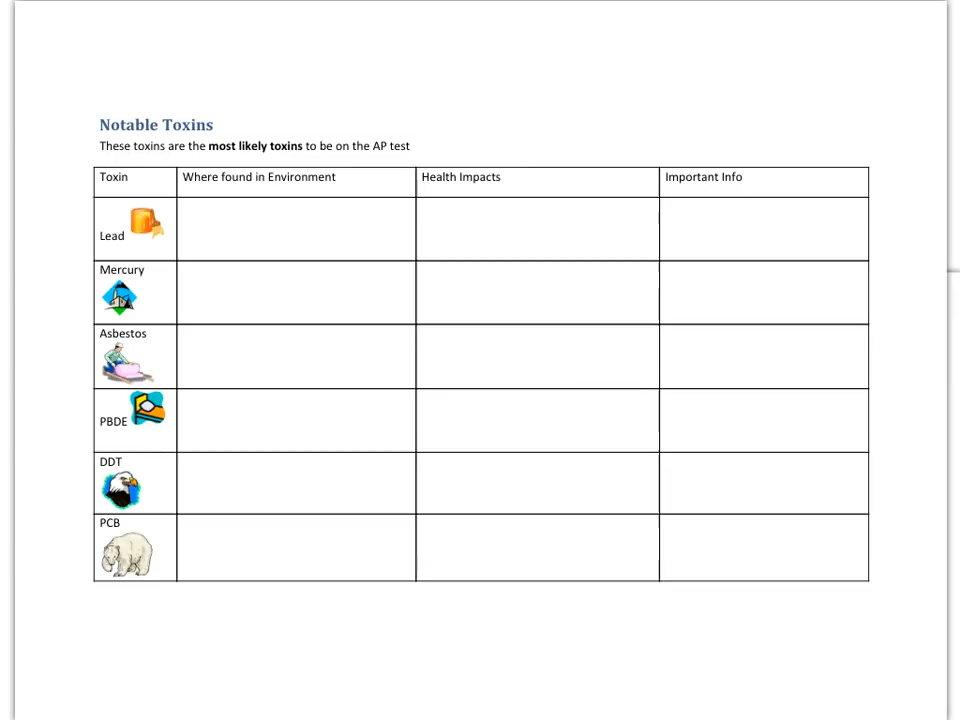 Notable Toxins
These toxins are the most likely toxins to be on the AP test
Toxin Where found in Environment Health Impacts Important Info
Lead
Mercury
Asbestos
PBDE
DDT
PCB